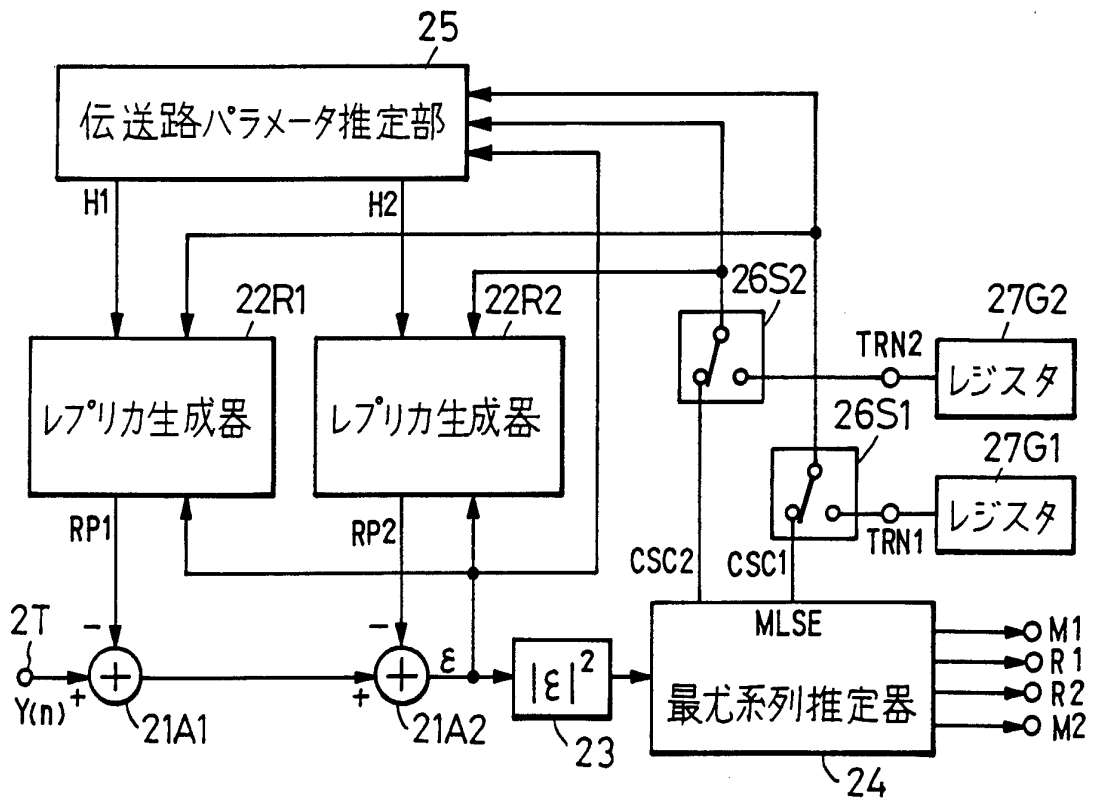 25
伝送路パラメータ推定部
H1
H2
22R1
22R2
26S2
27G2
TRN2
レジスタ
レプリカ生成器
レプリカ生成器
26S1
27G1
レジスタ
TRN1
RP1
RP2
CSC2
CSC1
2T
Y(n)
−
+
+
21A1
−
+
+
21A2
ε
|ε|²
23
MLSE
最尤系列推定器
24
M1
R1
R2
M2